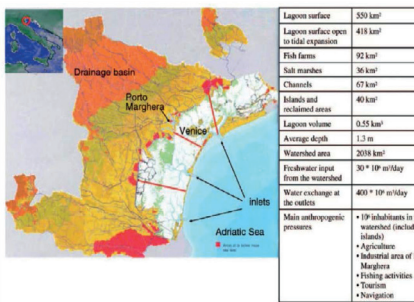 Drainage basin
Porto
Marghera
Venice
inlets
Adriatic Sea
Lagoon surface 550 km²
Lagoon surface open
to tidal expansion 418 km²
Fish farms 92 km²
Salt marshes 36 km²
Channels 67 km²
Islands and
reclaimed areas 40 km²
Lagoon volume 0.55 km³
Average depth 1.3 m
Watershed area 2038 km²
Freshwater input
from the watershed 30 * 10⁶ m³/day
Water exchange at
the outlets 400 * 10⁶ m³/day
Main anthropogenic
pressures
• 10⁶ inhabitants in
watershed (includ
islands)
• Agriculture
• Industrial area of
Marghera
• Fishing activities
• Tourism
• Navigation